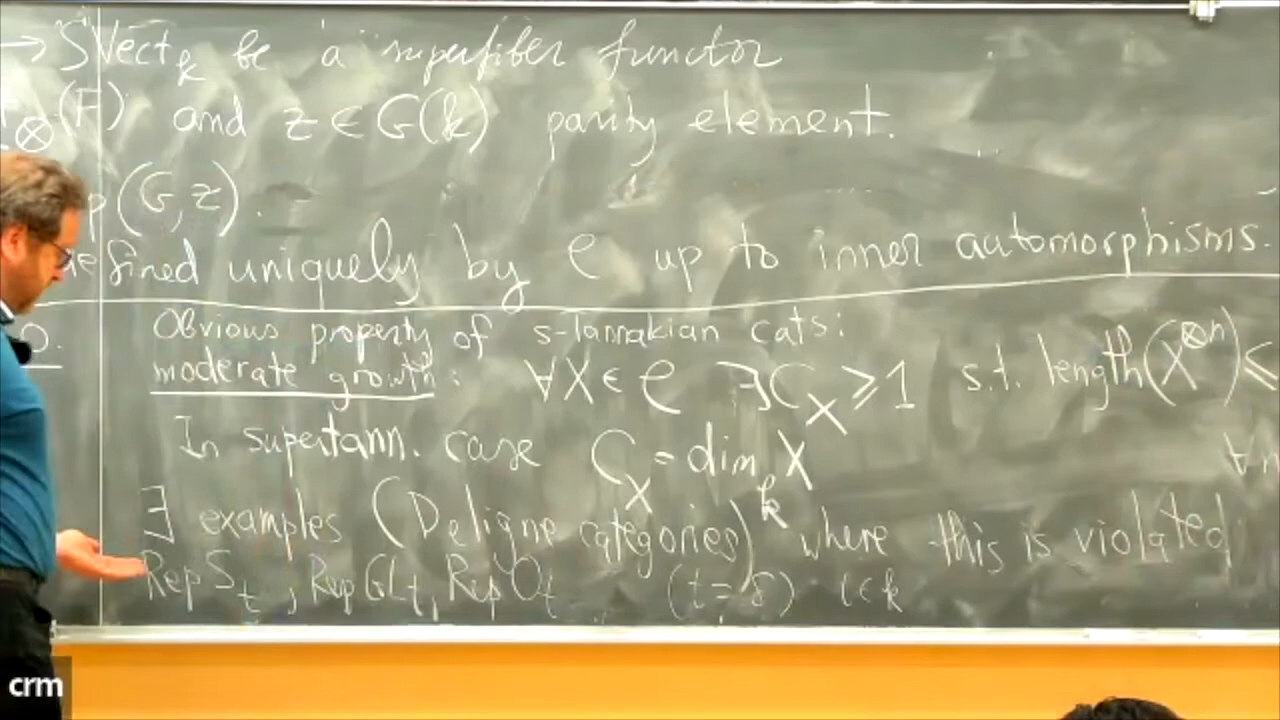 → SVect_k be a superfiber functor
⊗(F) and z ∈ G(k) parity element.
p(G,z).
efined uniquely by C up to inner automorphisms.
0. Obvious property of s-Tannakian cats:
moderate growth: ∀X ∈ C ∃C_X ≥ 1 s.t. length(X^{⊗n}) ≤
In supertann. case C_X = dim_k X ∀n
∃ examples (Deligne categories) where this is violated
Rep S_t, Rep GL_t, Rep O_t (t=δ) t∈k
crm